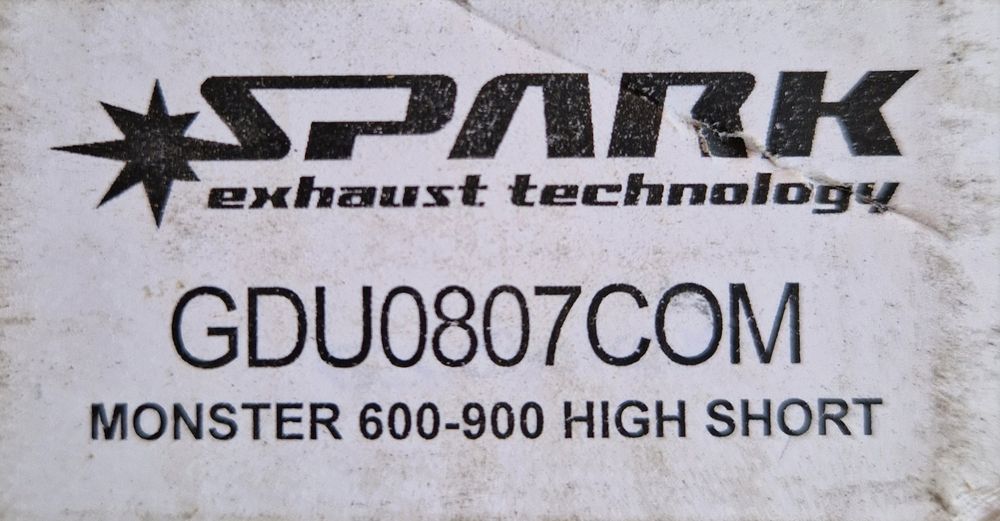 SPARK
exhaust technology
GDU0807COM
MONSTER 600-900 HIGH SHORT